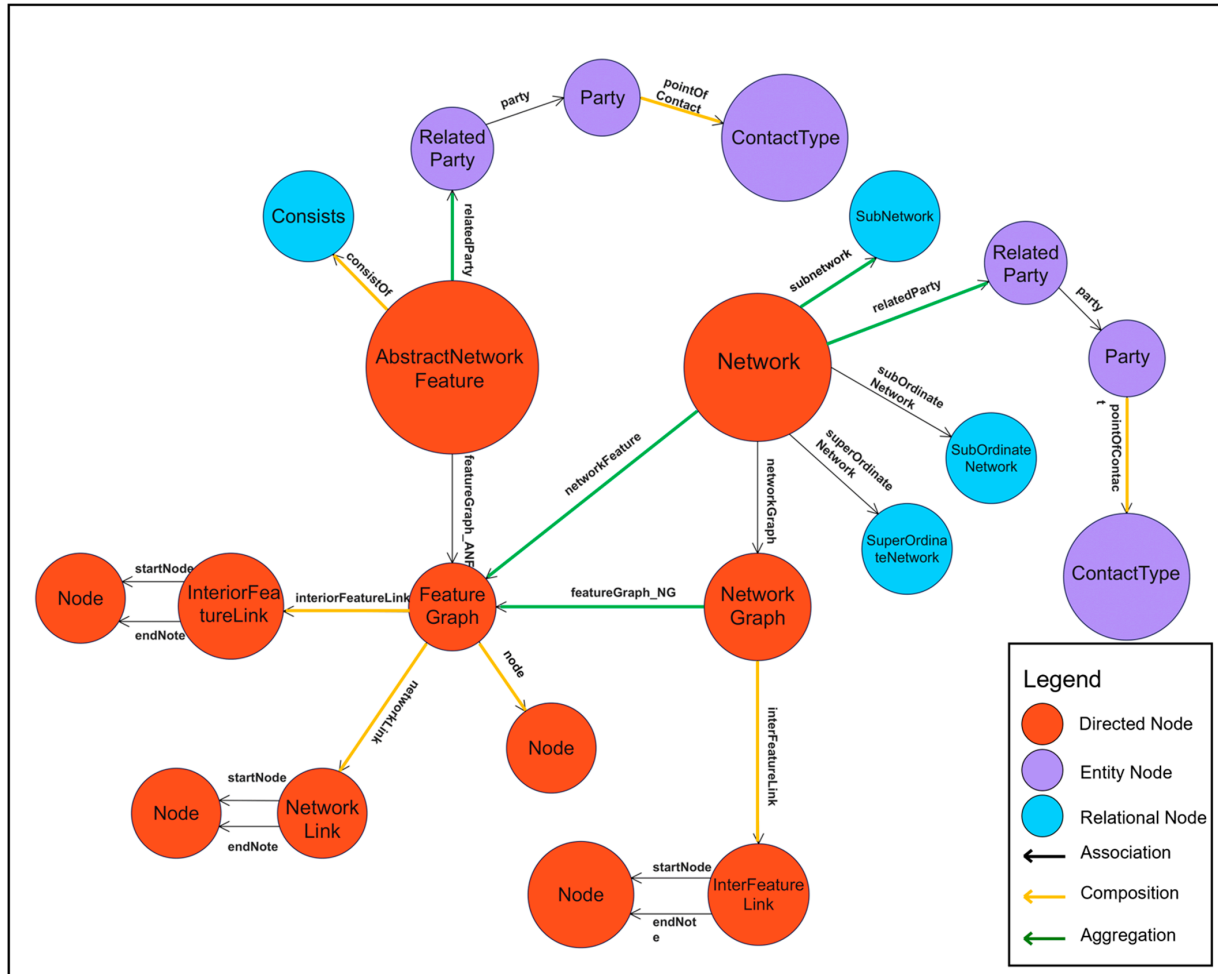 pointOf
Contact
party
Party
ContactType
Related
Party
Consists
relatedParty
consistOf
SubNetwork
subnetwork
Related
Party
relatedParty
party
AbstractNetwork
Feature
Network
Party
subOrdinate
Network
pointOfContac
t
SubOrdinate
Network
superOrdinate
Network
networkFeature
featureGraph_ANF
networkGraph
SuperOrdina
teNetwork
ContactType
startNode
Node
InteriorFea
tureLink
endNote
interiorFeatureLink
Feature
Graph
featureGraph_NG
Network
Graph
node
networkLink
Node
interFeatureLink
startNode
Node
Network
Link
endNote
startNode
Node
InterFeature
Link
endNot
e
Legend
Directed Node
Entity Node
Relational Node
Association
Composition
Aggregation